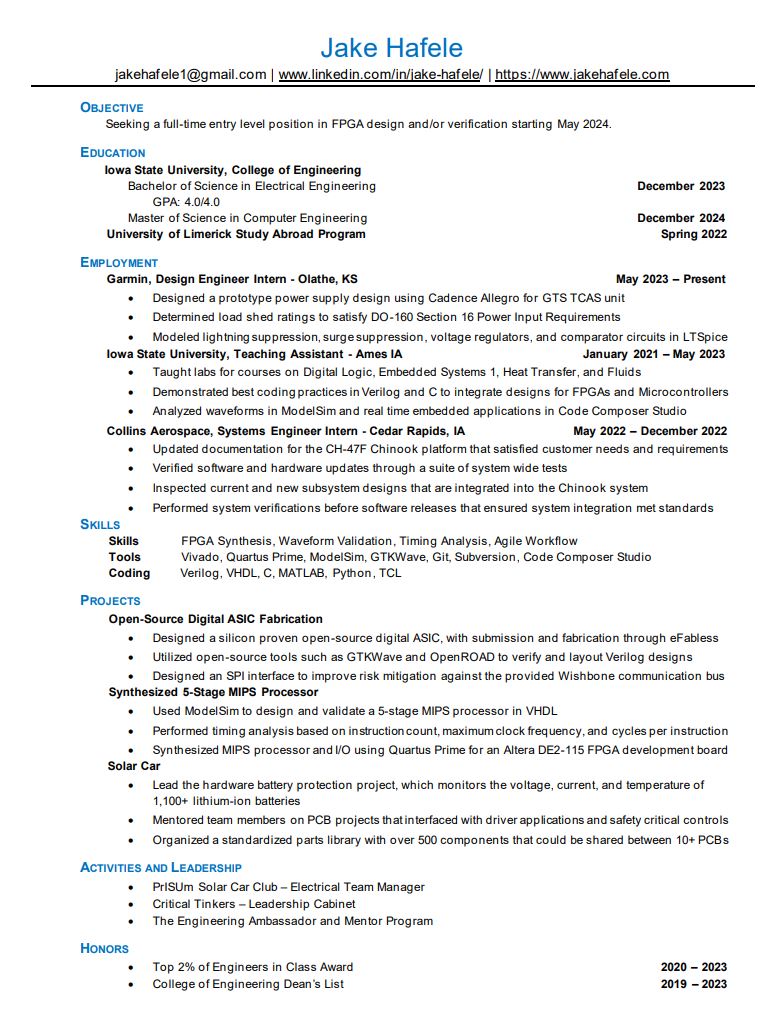 Jake Hafele
jakehafele1@gmail.com | www.linkedin.com/in/jake-hafele/ | https://www.jakehafele.com
OBJECTIVE
Seeking a full-time entry level position in FPGA design and/or verification starting May 2024.
EDUCATION
Iowa State University, College of Engineering
Bachelor of Science in Electrical Engineering December 2023
GPA: 4.0/4.0
Master of Science in Computer Engineering December 2024
University of Limerick Study Abroad Program Spring 2022
EMPLOYMENT
Garmin, Design Engineer Intern - Olathe, KS May 2023 – Present
• Designed a prototype power supply design using Cadence Allegro for GTS TCAS unit
• Determined load shed ratings to satisfy DO-160 Section 16 Power Input Requirements
• Modeled lightning suppression, surge suppression, voltage regulators, and comparator circuits in LTSpice
Iowa State University, Teaching Assistant - Ames IA January 2021 – May 2023
• Taught labs for courses on Digital Logic, Embedded Systems 1, Heat Transfer, and Fluids
• Demonstrated best coding practices in Verilog and C to integrate designs for FPGAs and Microcontrollers
• Analyzed waveforms in ModelSim and real time embedded applications in Code Composer Studio
Collins Aerospace, Systems Engineer Intern - Cedar Rapids, IA May 2022 – December 2022
• Updated documentation for the CH-47F Chinook platform that satisfied customer needs and requirements
• Verified software and hardware updates through a suite of system wide tests
• Inspected current and new subsystem designs that are integrated into the Chinook system
• Performed system verifications before software releases that ensured system integration met standards
SKILLS
Skills FPGA Synthesis, Waveform Validation, Timing Analysis, Agile Workflow
Tools Vivado, Quartus Prime, ModelSim, GTKWave, Git, Subversion, Code Composer Studio
Coding Verilog, VHDL, C, MATLAB, Python, TCL
PROJECTS
Open-Source Digital ASIC Fabrication
• Designed a silicon proven open-source digital ASIC, with submission and fabrication through eFabless
• Utilized open-source tools such as GTKWave and OpenROAD to verify and layout Verilog designs
• Designed an SPI interface to improve risk mitigation against the provided Wishbone communication bus
Synthesized 5-Stage MIPS Processor
• Used ModelSim to design and validate a 5-stage MIPS processor in VHDL
• Performed timing analysis based on instruction count, maximum clock frequency, and cycles per instruction
• Synthesized MIPS processor and I/O using Quartus Prime for an Altera DE2-115 FPGA development board
Solar Car
• Lead the hardware battery protection project, which monitors the voltage, current, and temperature of
1,100+ lithium-ion batteries
• Mentored team members on PCB projects that interfaced with driver applications and safety critical controls
• Organized a standardized parts library with over 500 components that could be shared between 10+ PCBs
ACTIVITIES AND LEADERSHIP
• PrISUm Solar Car Club – Electrical Team Manager
• Critical Tinkers – Leadership Cabinet
• The Engineering Ambassador and Mentor Program
HONORS
• Top 2% of Engineers in Class Award 2020 – 2023
• College of Engineering Dean's List 2019 – 2023